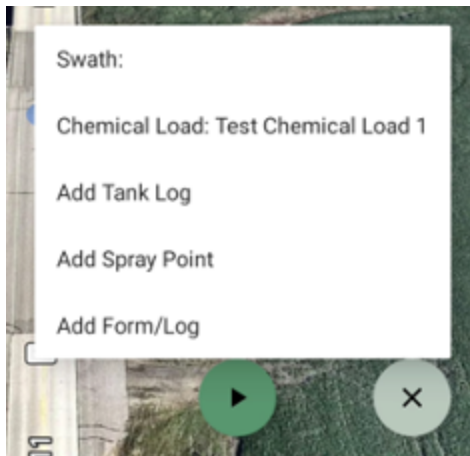 Swath:
Chemical Load: Test Chemical Load 1
Add Tank Log
Add Spray Point
Add Form/Log